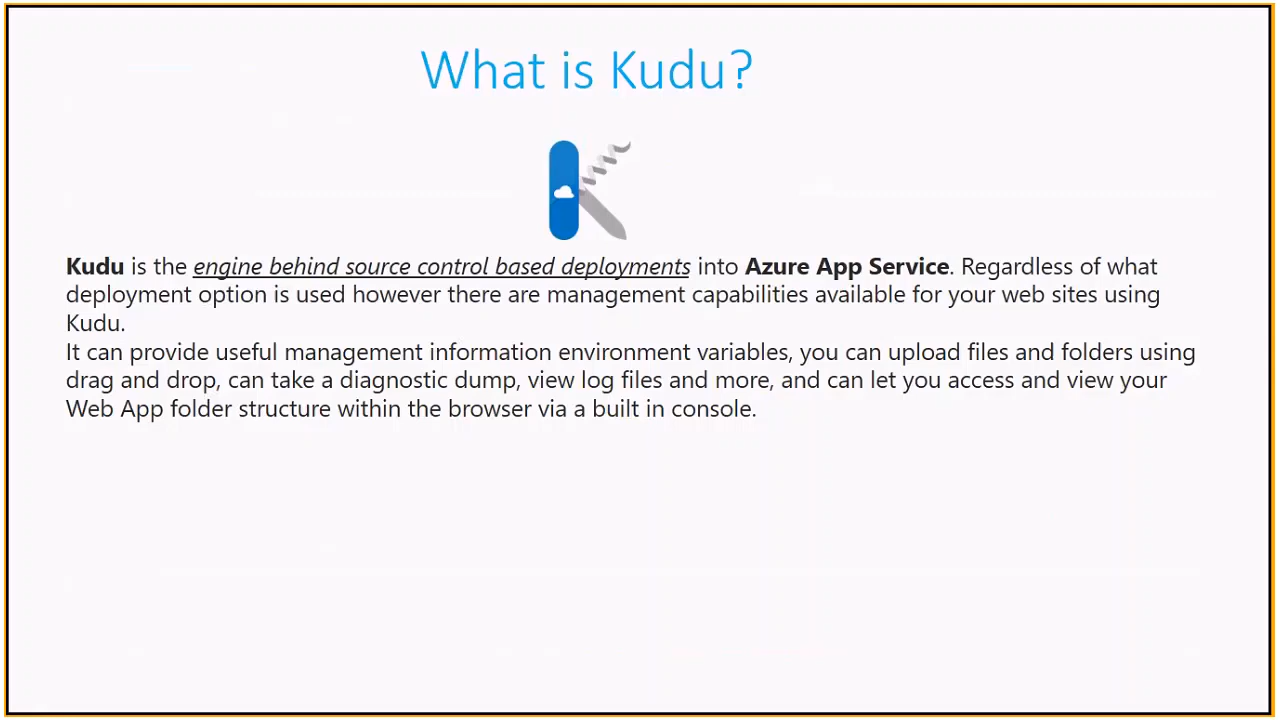 What is Kudu?
Kudu is the engine behind source control based deployments into Azure App Service. Regardless of what
deployment option is used however there are management capabilities available for your web sites using
Kudu.
It can provide useful management information environment variables, you can upload files and folders using
drag and drop, can take a diagnostic dump, view log files and more, and can let you access and view your
Web App folder structure within the browser via a built in console.